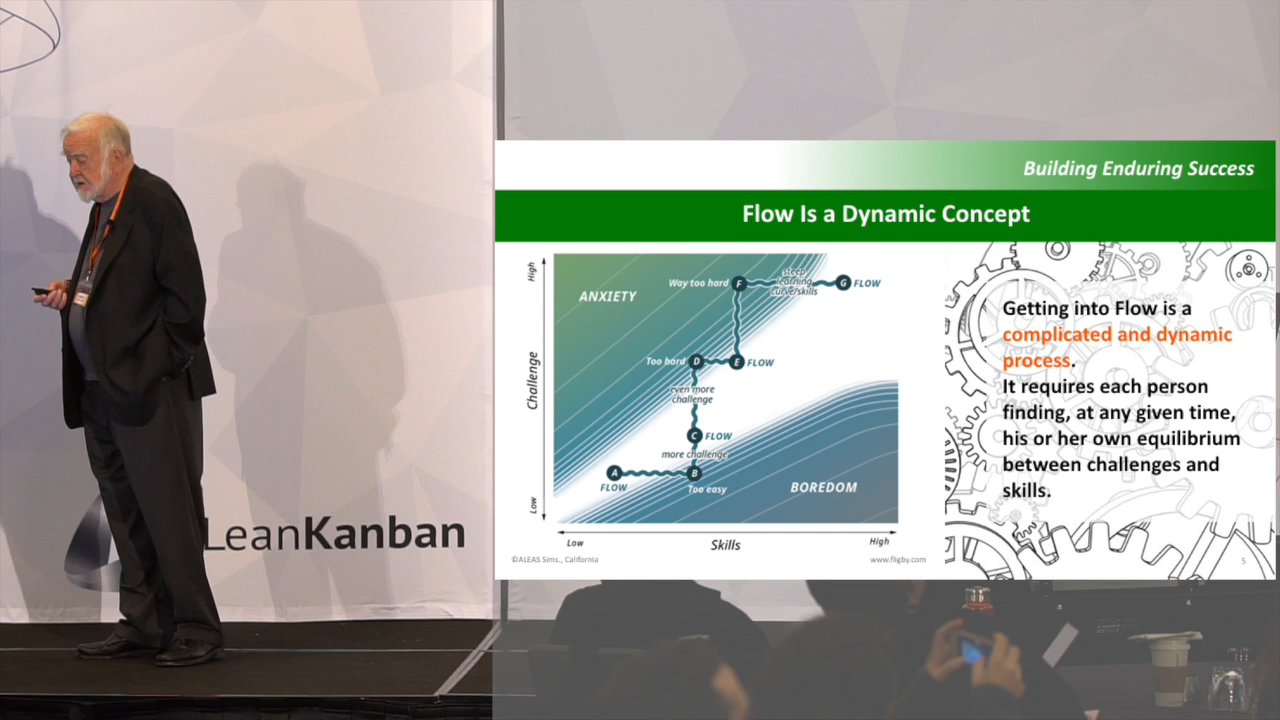 LeanKanban
Building Enduring Success
Flow Is a Dynamic Concept
High
Challenge
Low
ANXIETY
Way too hard
F
steep
learning
curve/skills
G
FLOW
Too hard
D
E
FLOW
even more
challenge
C
FLOW
more challenge
A
FLOW
B
Too easy
BOREDOM
Low
Skills
High
©ALEAS Sims., California
www.fligby.com
Getting into Flow is a
complicated and dynamic
process.
It requires each person
finding, at any given time,
his or her own equilibrium
between challenges and
skills.
5